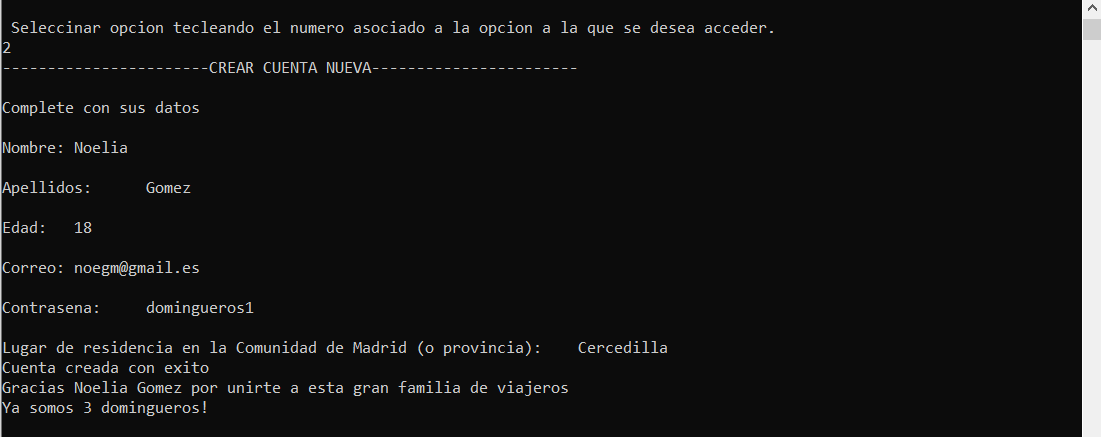 Seleccinar opcion tecleando el numero asociado a la opcion a la que se desea acceder.
2
-----------------------CREAR CUENTA NUEVA-----------------------
Complete con sus datos
Nombre: Noelia
Apellidos:      Gomez
Edad:   18
Correo: noegm@gmail.es
Contrasena:     domingueros1
Lugar de residencia en la Comunidad de Madrid (o provincia):    Cercedilla
Cuenta creada con exito
Gracias Noelia Gomez por unirte a esta gran familia de viajeros
Ya somos 3 domingueros!